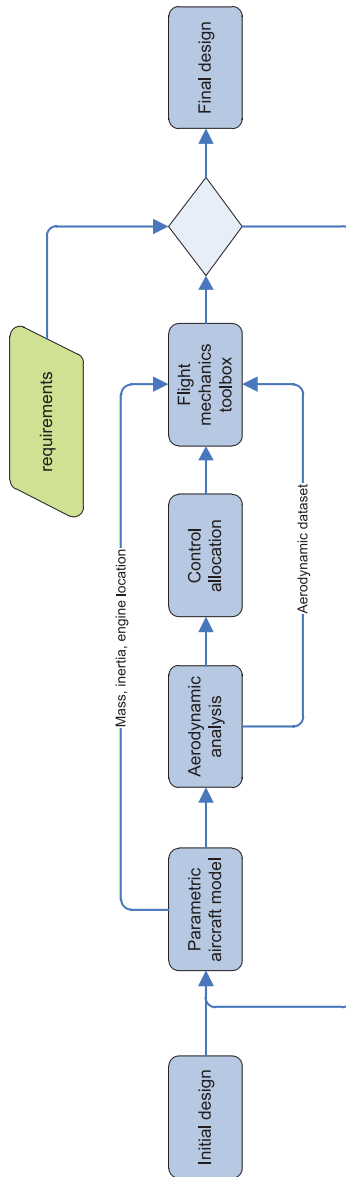 requirements
Mass, inertia, engine location
Initial design
Parametric
aircraft model
Aerodynamic
analysis
Control
allocation
Flight
mechanics
toolbox
Final design
Aerodynamic dataset